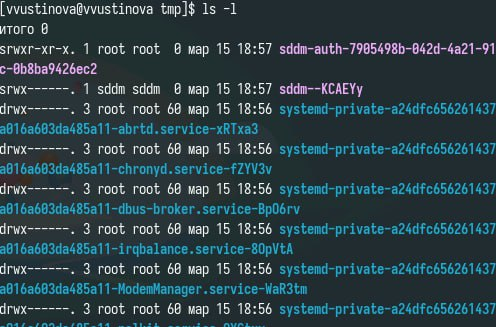 [vvustinova@vvustinova tmp]$ ls -l
итого 0
srwxr-xr-x. 1 root root  0 мар 15 18:57 sddm-auth-7905498b-042d-4a21-91
c-0b8ba9426ec2
srwx------. 1 sddm sddm  0 мар 15 18:57 sddm--KCAEYy
drwx------. 3 root root 60 мар 15 18:56 systemd-private-a24dfc656261437
a016a603da485a11-abrtd.service-xRTxa3
drwx------. 3 root root 60 мар 15 18:56 systemd-private-a24dfc656261437
a016a603da485a11-chronyd.service-fZYV3v
drwx------. 3 root root 60 мар 15 18:56 systemd-private-a24dfc656261437
a016a603da485a11-dbus-broker.service-BpO6rv
drwx------. 3 root root 60 мар 15 18:56 systemd-private-a24dfc656261437
a016a603da485a11-irqbalance.service-8OpVtA
drwx------. 3 root root 60 мар 15 18:56 systemd-private-a24dfc656261437
a016a603da485a11-ModemManager.service-WaR3tm
drwx------. 3 root root 60 мар 15 18:56 systemd-private-a24dfc656261437